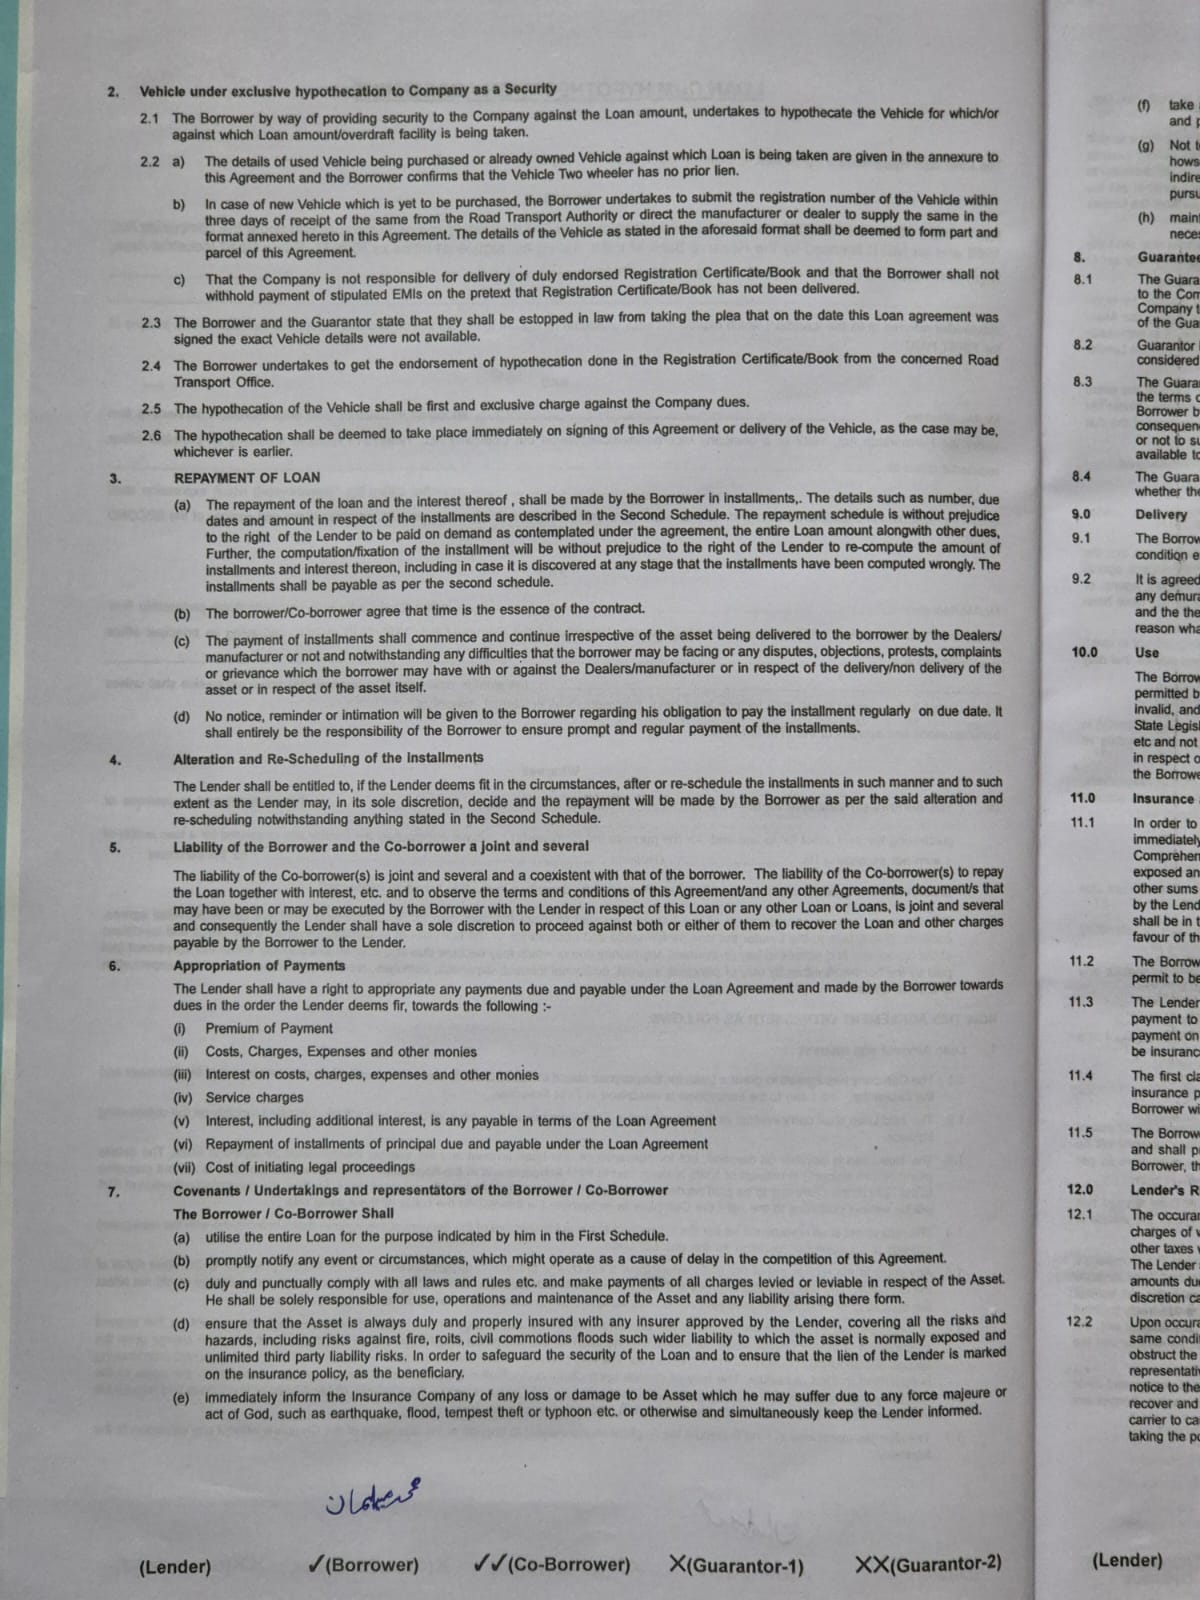 2. Vehicle under exclusive hypothecation to Company as a Security
2.1 The Borrower by way of providing security to the Company against the Loan amount, undertakes to hypothecate the Vehicle for which/or
against which Loan amount/overdraft facility is being taken.
2.2 a) The details of used Vehicle being purchased or already owned Vehicle against which Loan is being taken are given in the annexure to
this Agreement and the Borrower confirms that the Vehicle Two wheeler has no prior lien.
b) In case of new Vehicle which is yet to be purchased, the Borrower undertakes to submit the registration number of the Vehicle within
three days of receipt of the same from the Road Transport Authority or direct the manufacturer or dealer to supply the same in the
format annexed hereto in this Agreement. The details of the Vehicle as stated in the aforesaid format shall be deemed to form part and
parcel of this Agreement.
c) That the Company is not responsible for delivery of duly endorsed Registration Certificate/Book and that the Borrower shall not
withhold payment of stipulated EMIs on the pretext that Registration Certificate/Book has not been delivered.
2.3 The Borrower and the Guarantor state that they shall be estopped in law from taking the plea that on the date this Loan agreement was
signed the exact Vehicle details were not available.
2.4 The Borrower undertakes to get the endorsement of hypothecation done in the Registration Certificate/Book from the concerned Road
Transport Office.
2.5 The hypothecation of the Vehicle shall be first and exclusive charge against the Company dues.
2.6 The hypothecation shall be deemed to take place immediately on signing of this Agreement or delivery of the Vehicle, as the case may be,
whichever is earlier.
3. REPAYMENT OF LOAN
(a) The repayment of the loan and the interest thereof , shall be made by the Borrower in installments,. The details such as number, due
dates and amount in respect of the installments are described in the Second Schedule. The repayment schedule is without prejudice
to the right of the Lender to be paid on demand as contemplated under the agreement, the entire Loan amount alongwith other dues,
Further, the computation/fixation of the installment will be without prejudice to the right of the Lender to re-compute the amount of
installments and interest thereon, including in case it is discovered at any stage that the installments have been computed wrongly. The
installments shall be payable as per the second schedule.
(b) The borrower/Co-borrower agree that time is the essence of the contract.
(c) The payment of installments shall commence and continue irrespective of the asset being delivered to the borrower by the Dealers/
manufacturer or not and notwithstanding any difficulties that the borrower may be facing or any disputes, objections, protests, complaints
or grievance which the borrower may have with or against the Dealers/manufacturer or in respect of the delivery/non delivery of the
asset or in respect of the asset itself.
(d) No notice, reminder or intimation will be given to the Borrower regarding his obligation to pay the installment regularly on due date. It
shall entirely be the responsibility of the Borrower to ensure prompt and regular payment of the installments.
4. Alteration and Re-Scheduling of the Installments
The Lender shall be entitled to, if the Lender deems fit in the circumstances, after or re-schedule the installments in such manner and to such
extent as the Lender may, in its sole discretion, decide and the repayment will be made by the Borrower as per the said alteration and
re-scheduling notwithstanding anything stated in the Second Schedule.
5. Liability of the Borrower and the Co-borrower a joint and several
The liability of the Co-borrower(s) is joint and several and a coexistent with that of the borrower. The liability of the Co-borrower(s) to repay
the Loan together with interest, etc. and to observe the terms and conditions of this Agreement/and any other Agreements, document/s that
may have been or may be executed by the Borrower with the Lender in respect of this Loan or any other Loan or Loans, is joint and several
and consequently the Lender shall have a sole discretion to proceed against both or either of them to recover the Loan and other charges
payable by the Borrower to the Lender.
6. Appropriation of Payments
The Lender shall have a right to appropriate any payments due and payable under the Loan Agreement and made by the Borrower towards
dues in the order the Lender deems fir, towards the following :-
(i) Premium of Payment
(ii) Costs, Charges, Expenses and other monies
(iii) Interest on costs, charges, expenses and other monies
(iv) Service charges
(v) Interest, including additional interest, is any payable in terms of the Loan Agreement
(vi) Repayment of installments of principal due and payable under the Loan Agreement
(vii) Cost of initiating legal proceedings
7. Covenants / Undertakings and representators of the Borrower / Co-Borrower
The Borrower / Co-Borrower Shall
(a) utilise the entire Loan for the purpose indicated by him in the First Schedule.
(b) promptly notify any event or circumstances, which might operate as a cause of delay in the competition of this Agreement.
(c) duly and punctually comply with all laws and rules etc. and make payments of all charges levied or leviable in respect of the Asset.
He shall be solely responsible for use, operations and maintenance of the Asset and any liability arising there form.
(d) ensure that the Asset is always duly and properly insured with any insurer approved by the Lender, covering all the risks and
hazards, including risks against fire, roits, civil commotions floods such wider liability to which the asset is normally exposed and
unlimited third party liability risks. In order to safeguard the security of the Loan and to ensure that the lien of the Lender is marked
on the insurance policy, as the beneficiary.
(e) immediately inform the Insurance Company of any loss or damage to be Asset which he may suffer due to any force majeure or
act of God, such as earthquake, flood, tempest theft or typhoon etc. or otherwise and simultaneously keep the Lender informed.
محمد سلمان
(Lender) ✓(Borrower) ✓✓(Co-Borrower) X(Guarantor-1) XX(Guarantor-2)
(f) take
and
(g) Not
hows
indire
pursu
(h) maint
neces
8. Guarantee
8.1 The Guara
to the Com
Company t
of the Gua
8.2 Guarantor
considered
8.3 The Guara
the terms
Borrower b
consequen
or not to su
available to
8.4 The Guara
whether the
9.0 Delivery
9.1 The Borrow
condition e
9.2 It is agreed
any demura
and the the
reason wha
10.0 Use
The Borrow
permitted b
invalid, and
State Legis
etc and not
in respect o
the Borrowe
11.0 Insurance
11.1 In order to
immediately
Comprehen
exposed an
other sums
by the Lend
shall be in t
favour of th
11.2 The Borrow
permit to be
11.3 The Lender
payment to
payment on
be insuranc
11.4 The first cla
insurance p
Borrower wi
11.5 The Borrowe
and shall p
Borrower, th
12.0 Lender's R
12.1 The occuran
charges of
other taxes
The Lender
amounts du
discretion ca
12.2 Upon occura
same condi
obstruct the
representati
notice to the
recover and
carrier to ca
taking the po
(Lender)